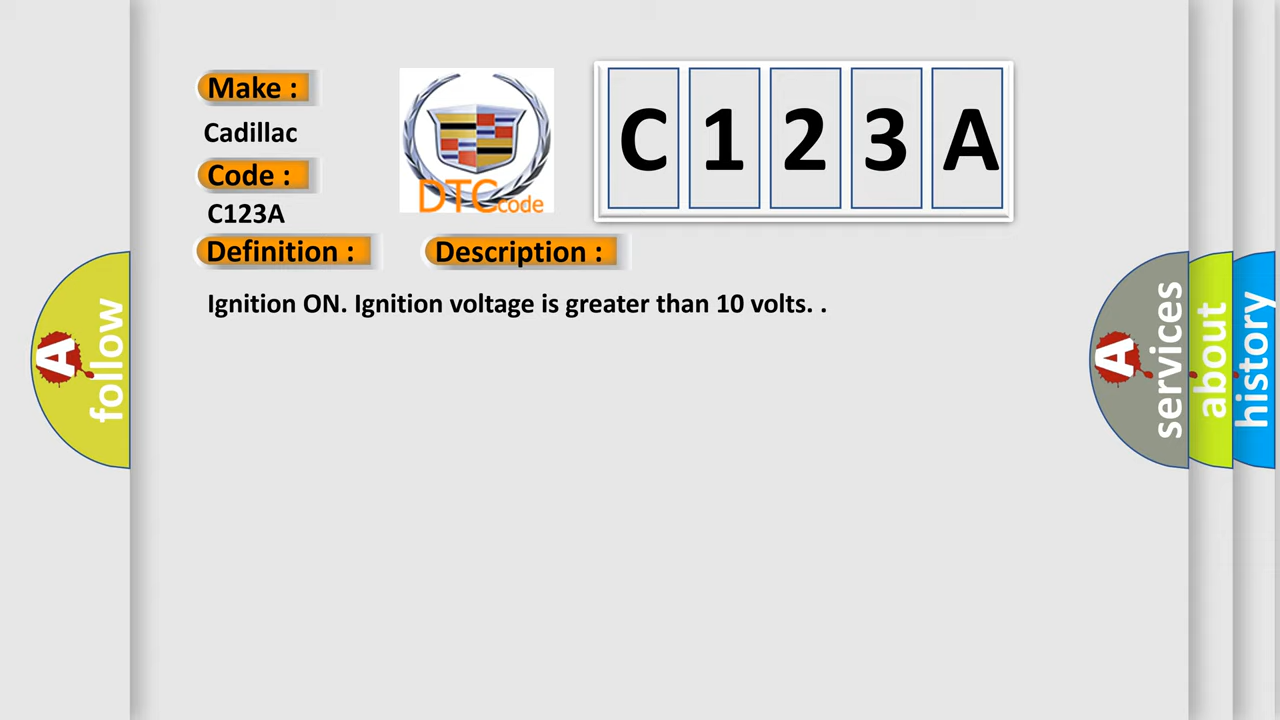 Make :
Cadillac
Code :
C123A
Definition :
Description :
Ignition ON. Ignition voltage is greater than 10 volts. .
DTC code
C 1 2 3 A
A follow
A services
about
history